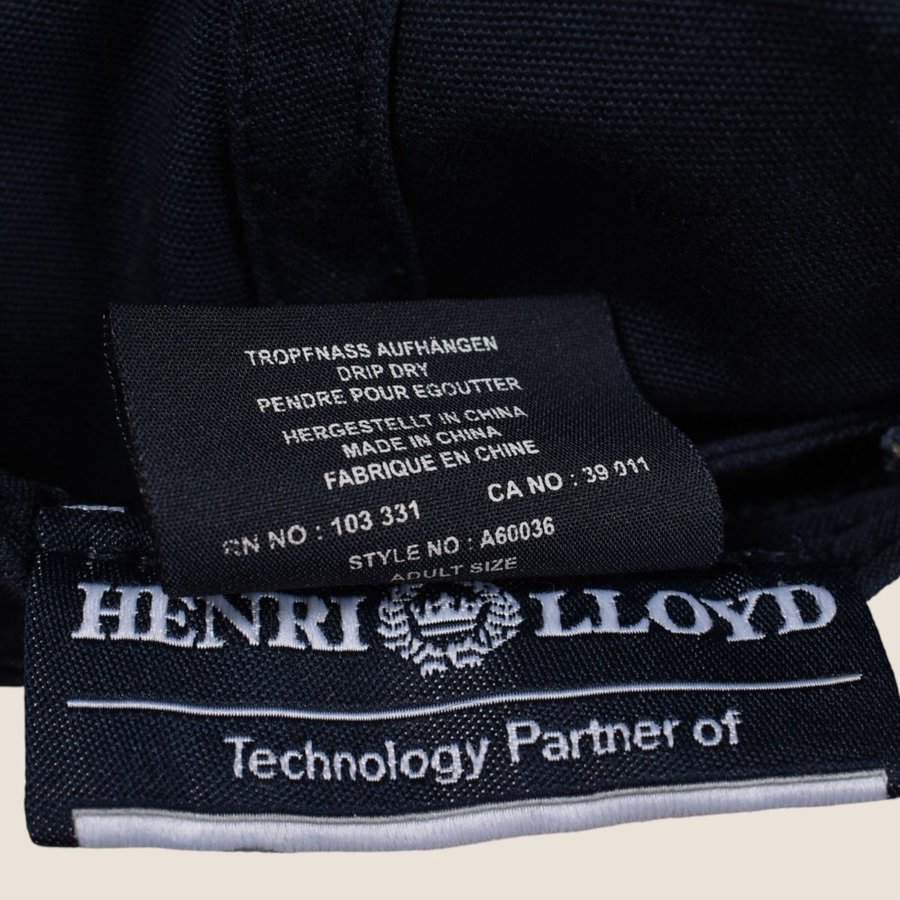 TROPFNASS AUFHÄNGEN
DRIP DRY
PENDRE POUR EGOUTTER
HERGESTELLT IN CHINA
MADE IN CHINA
FABRIQUE EN CHINE
RN NO : 103 331 CA NO : 39 011
STYLE NO : A60036
ADULT SIZE
HENRI LLOYD
Technology Partner of